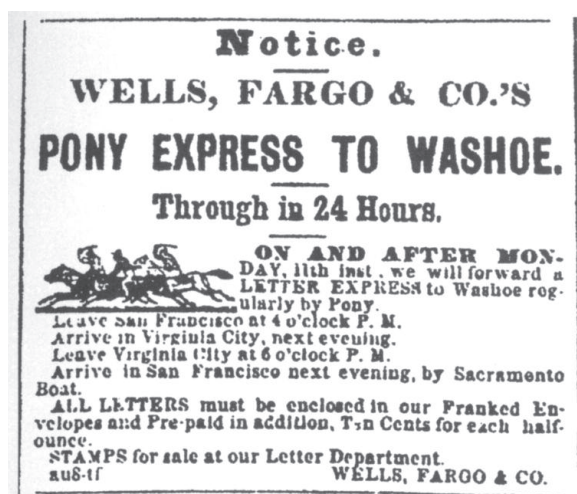 Notice.
WELLS, FARGO & CO.'S
PONY EXPRESS TO WASHOE.
Through in 24 Hours.
ON AND AFTER MON-
DAY, 11th inst , we will forward a
LETTER EXPRESS to Washoe reg-
ularly by Pony.
Leave San Francisco at 4 o'clock P. M.
Arrive in Virginia City, next evening.
Leave Virginia City at 6 o'clock P. M.
Arrive in San Francisco next evening, by Sacramento
Boat.
ALL LETTERS must be enclosed in our Franked En-
velopes and Pre-paid in addition, Ten Cents for each half-
ounce.
STAMPS for sale at our Letter Department.
au8-tf WELLS, FARGO & CO.